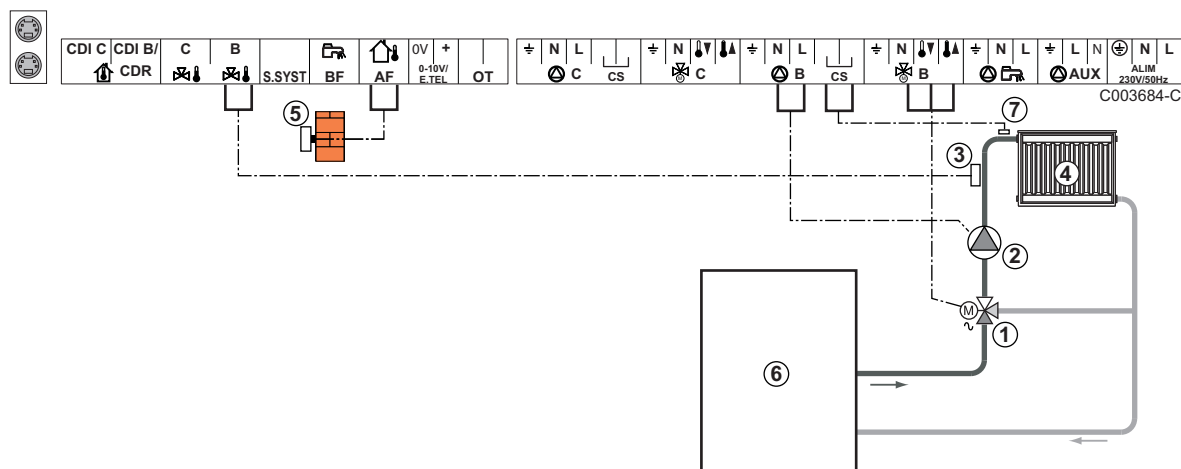 CDI C CDI B/ C B 0V + N L N N L N N L L N N L
CDR S.SYST BF AF 0-10V/ E.TEL OT C CS M C B CS M B AUX ALIM 230V/50Hz
C003684-C
5
7
3
4
2
M
1
6